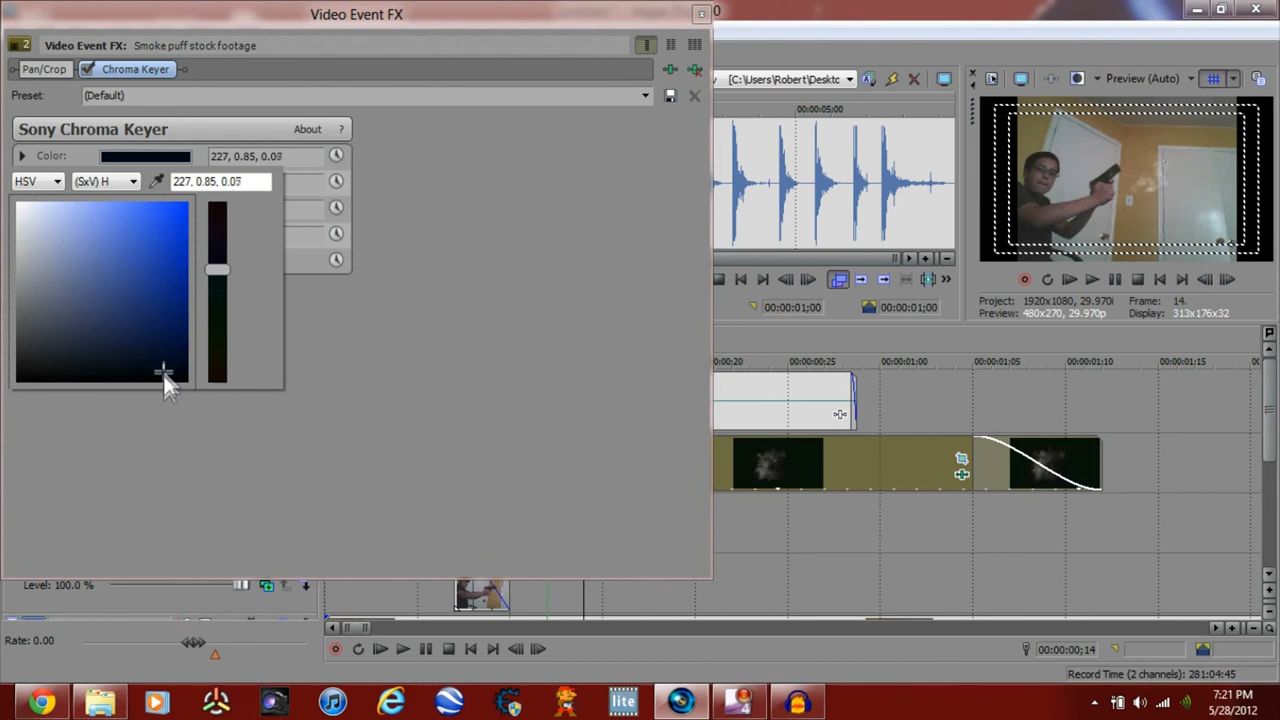 Video Event FX
2 Video Event FX: Smoke puff stock footage
Pan/Crop Chroma Keyer
Preset: (Default)
Sony Chroma Keyer About ?
Color: 227, 0.85, 0.07
HSV (SxV) H 227, 0.85, 0.07
[C:\Users\Robert\Deskto
Preview (Auto)
00:00:05;00
00:00:01;00 00:00:01;00
Project: 1920x1080, 29.970i Frame: 14.
Preview: 480x270, 29.970p Display: 313x176x32
00:00:00;25 00:00:01;00 00:00:01;05 00:00:01;10 00:00:01;15
Level: 100.0 %
Rate: 0.00
00:00:00;14
Record Time (2 channels): 281:04:45
lite
4
7:21 PM
5/28/2012